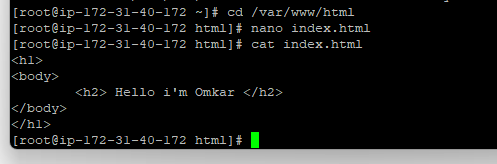 [root@ip-172-31-40-172 ~]# cd /var/www/html
[root@ip-172-31-40-172 html]# nano index.html
[root@ip-172-31-40-172 html]# cat index.html
<h1>
<body>
        <h2> Hello i'm Omkar </h2>
</body>
</h1>
[root@ip-172-31-40-172 html]#